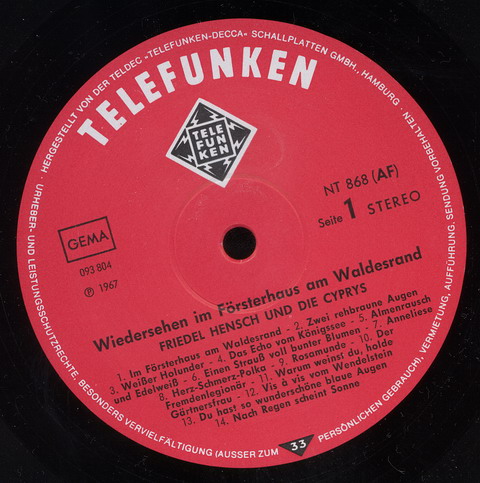 HERGESTELLT VON DER TELDEC »TELEFUNKEN-DECCA« SCHALLPLATTEN GMBH., HAMBURG
TELEFUNKEN
TELE
FUN
KEN
NT 868 (AF)
Seite 1 STEREO
GEMA
093 804
℗ 1967
Wiedersehen im Försterhaus am Waldesrand
FRIEDEL HENSCH UND DIE CYPRYS
1. Im Försterhaus am Waldesrand - 2. Zwei rehbraune Augen
3. Weißer Holunder - 4. Das Echo vom Königssee - 5. Almenrausch
und Edelweiß - 6. Einen Strauß voll bunter Blumen - 7. Anneliese
8. Herz-Schmerz-Polka - 9. Rosamunde - 10. Der
Fremdenlegionär - 11. Warum weinst du, holde
Gärtnersfrau - 12. Vis à vis vom Wendelstein
13. Du hast so wunderschöne blaue Augen
14. Nach Regen scheint Sonne
URHEBER- UND LEISTUNGSSCHUTZRECHTE, BESONDERS VERVIELFÄLTIGUNG (AUSSER ZUM 33 PERSÖNLICHEN GEBRAUCH), VERMIETUNG, AUFFÜHRUNG, SENDUNG VORBEHALTEN